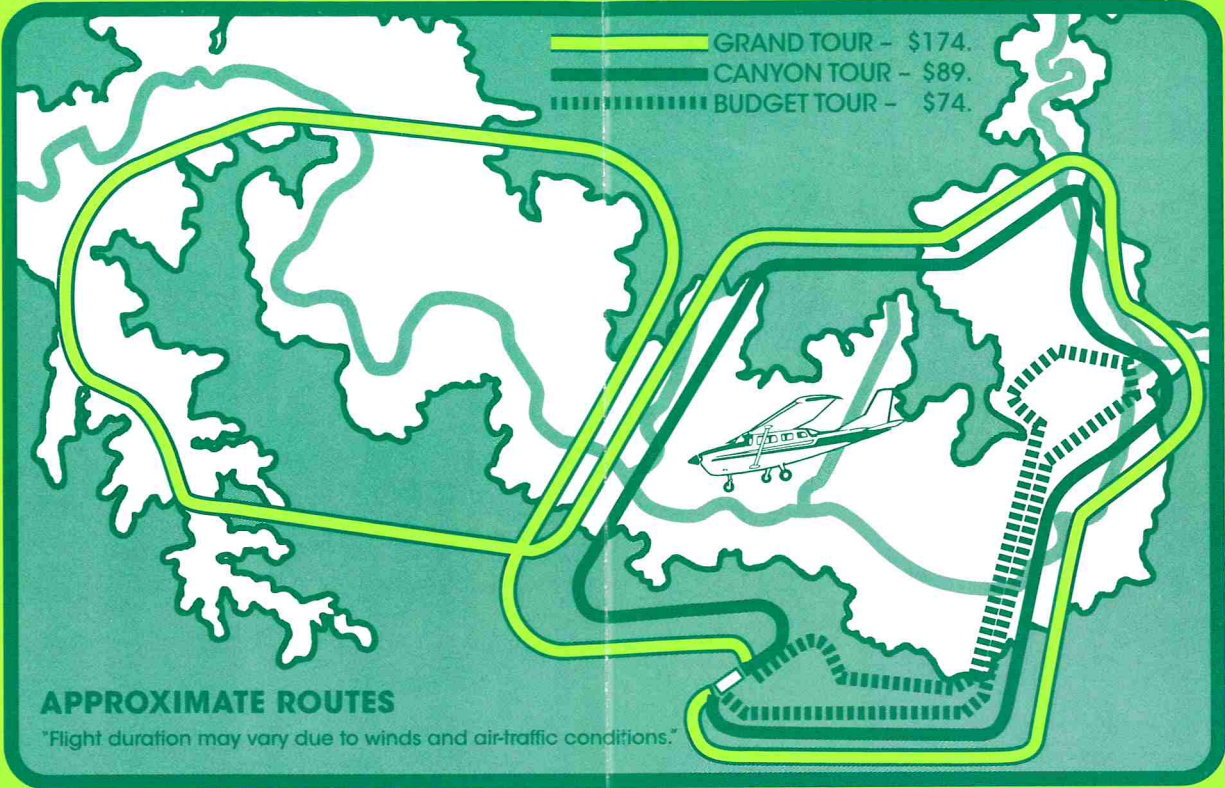 GRAND TOUR – $174.
CANYON TOUR – $89.
BUDGET TOUR – $74.
APPROXIMATE ROUTES
"Flight duration may vary due to winds and air-traffic conditions."